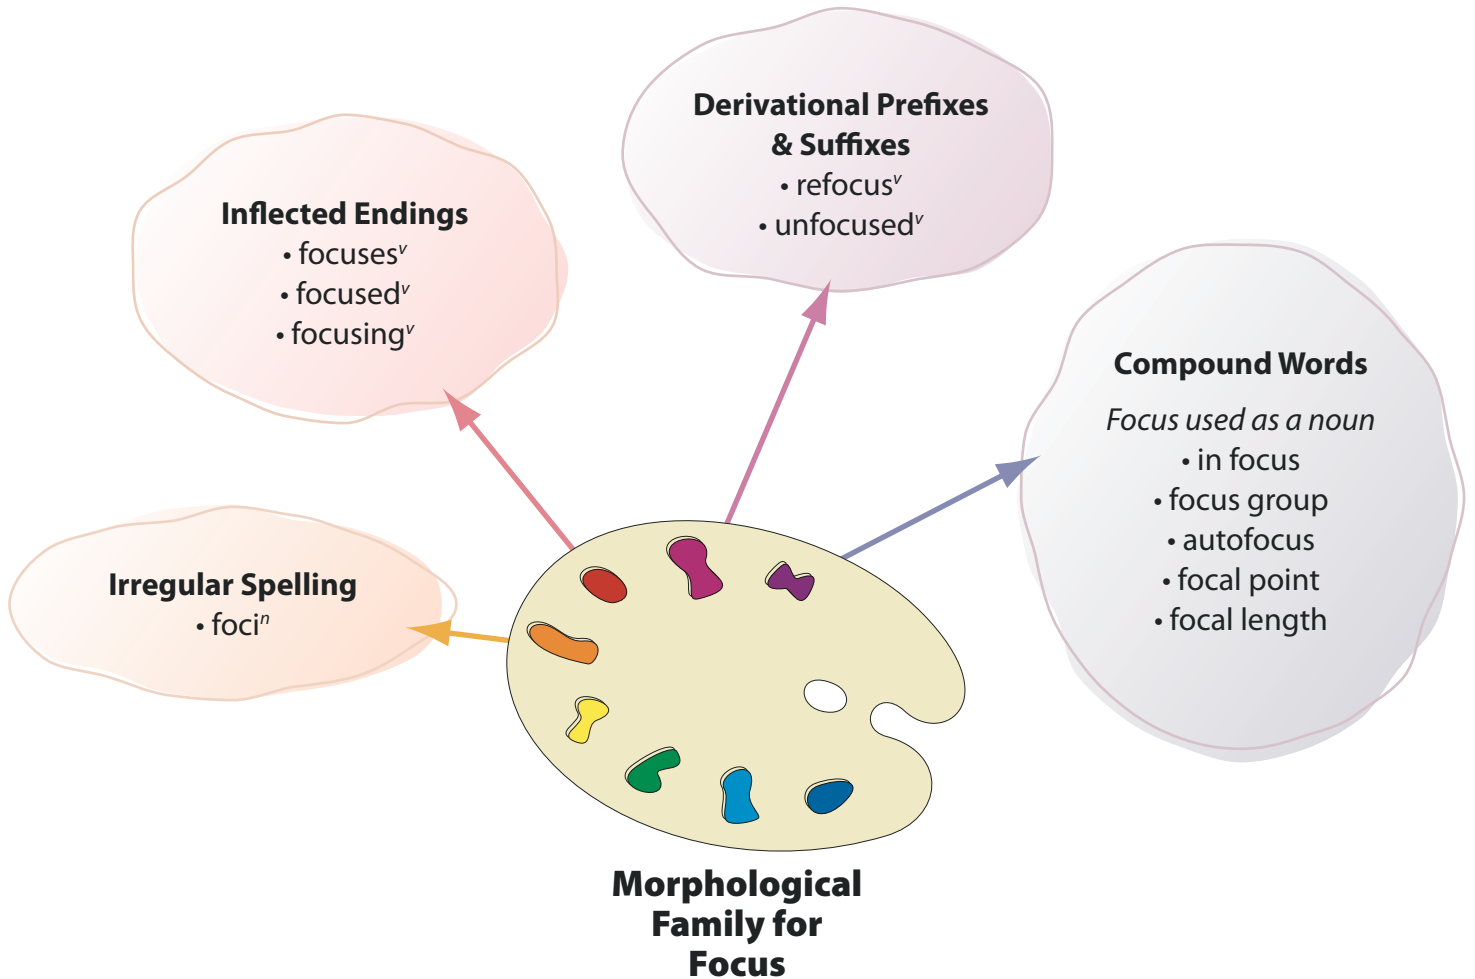 Derivational Prefixes
& Suffixes
• refocusᵛ
• unfocusedᵛ
Inflected Endings
• focusesᵛ
• focusedᵛ
• focusingᵛ
Compound Words
Focus used as a noun
• in focus
• focus group
• autofocus
• focal point
• focal length
Irregular Spelling
• fociⁿ
Morphological
Family for
Focus